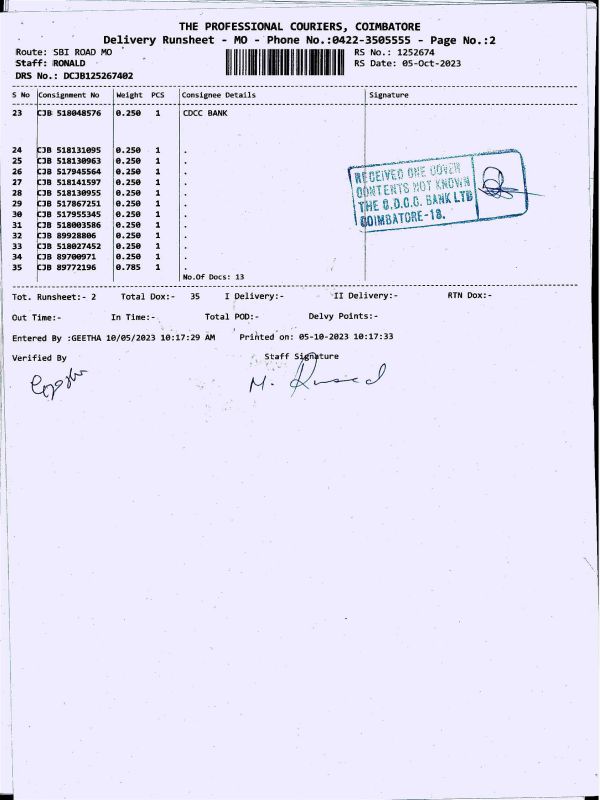 THE PROFESSIONAL COURIERS, COIMBATORE
Delivery Runsheet - MO - Phone No.:0422-3505555 - Page No.:2
Route: SBI ROAD MO RS No.: 1252674
Staff: RONALD RS Date: 05-Oct-2023
DRS No.: DCJB125267402
S No Consignment No Weight PCS Consignee Details Signature
23 CJB 518048576 0.250 1 CDCC BANK
24 CJB 518131095 0.250 1 .
25 CJB 518130963 0.250 1 .
26 CJB 517945564 0.250 1 .
27 CJB 518141597 0.250 1 .
28 CJB 518130955 0.250 1 .
29 CJB 517867251 0.250 1 .
30 CJB 517955345 0.250 1 .
31 CJB 518003586 0.250 1 .
32 CJB 89928806 0.250 1 .
33 CJB 518027452 0.250 1 .
34 CJB 89700971 0.250 1 .
35 CJB 89772196 0.785 1 .
RECEIVED ONE COVER
CONTENTS NOT KNOWN
THE C.D.C.C. BANK LTD
COIMBATORE-18.
No.Of Docs: 13
Tot. Runsheet:- 2 Total Dox:- 35 I Delivery:- II Delivery:- RTN Dox:-
Out Time:- In Time:- Total POD:- Delvy Points:-
Entered By :GEETHA 10/05/2023 10:17:29 AM Printed on: 05-10-2023 10:17:33
Verified By Staff Signature
M.